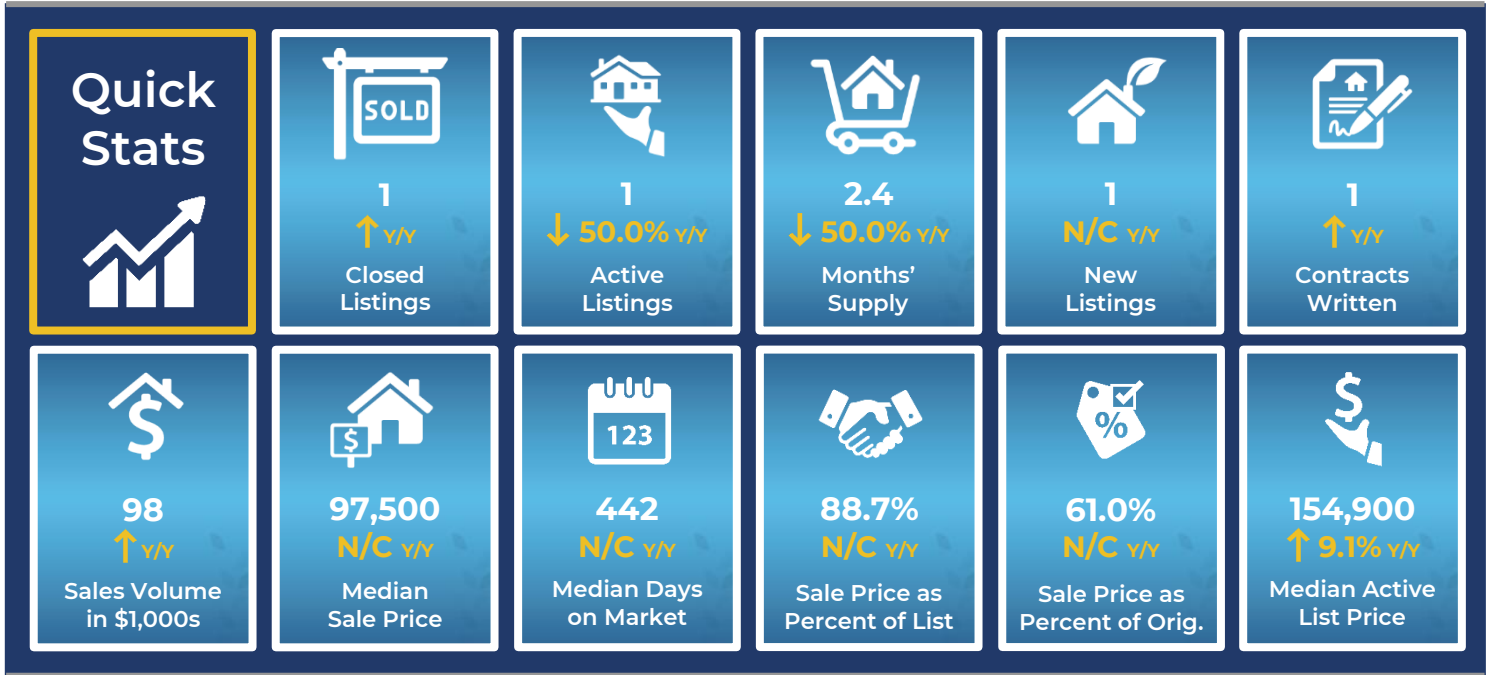 Quick
Stats
SOLD
1
↑ Y/Y
Closed
Listings
1
↓ 50.0% Y/Y
Active
Listings
2.4
↓ 50.0% Y/Y
Months’
Supply
1
N/C Y/Y
New
Listings
1
↑ Y/Y
Contracts
Written
$
98
↑ Y/Y
Sales Volume
in $1,000s
$
97,500
N/C Y/Y
Median
Sale Price
123
442
N/C Y/Y
Median Days
on Market
88.7%
N/C Y/Y
Sale Price as
Percent of List
%
61.0%
N/C Y/Y
Sale Price as
Percent of Orig.
$
154,900
↑ 9.1% Y/Y
Median Active
List Price